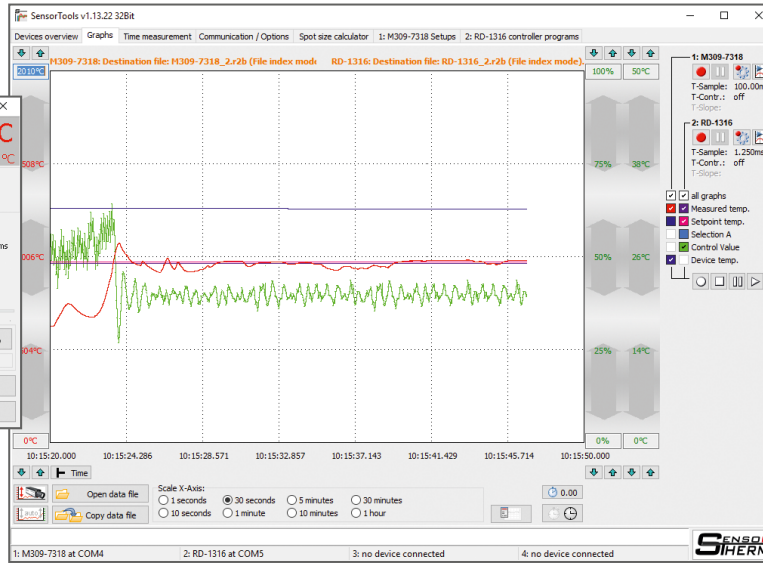 SensorTools v1.13.22 32Bit
Devices overview Graphs Time measurement Communication / Options Spot size calculator 1: M309-7318 Setups 2: RD-1316 controller programs
M309-7318: Destination file: M309-7318_2.r2b (File index mod RD-1316: Destination file: RD-1316_2.r2b (File index mode).
2010°C 100% 50°C
°C
°C
ms
508°C 75% 38°C
006°C 50% 26°C
504°C 25% 14°C
0°C 0% 0°C
10:15:20.000 10:15:24.286 10:15:28.571 10:15:32.857 10:15:37.143 10:15:41.429 10:15:45.714 10:15:50.000
1: M309-7318
T-Sample: 100.00m
T-Contr.: off
T-Slope:
2: RD-1316
T-Sample: 1.250ms
T-Contr.: off
T-Slope:
all graphs
Measured temp.
Setpoint temp.
Selection A
Control Value
Device temp.
Time
Open data file
auto
Copy data file
Scale X-Axis:
1 seconds 30 seconds 5 minutes 30 minutes
10 seconds 1 minute 10 minutes 1 hour
0.00
1: M309-7318 at COM4 2: RD-1316 at COM5 3: no device connected 4: no device connected
SENSO
THERM